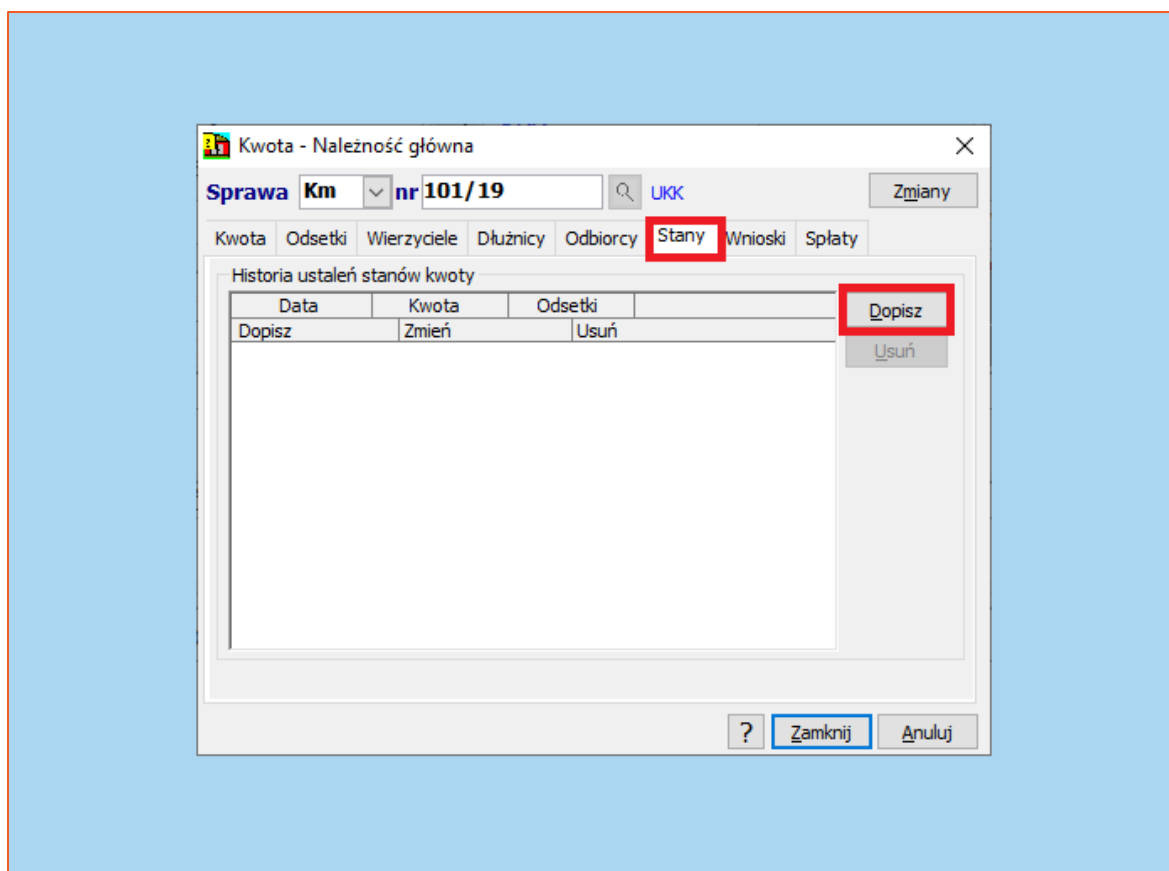 Kwota - Należność główna
Sprawa Km nr 101/19 UKK Zmiany
Kwota Odsetki Wierzyciele Dłużnicy Odbiorcy Stany Wnioski Spłaty
Historia ustaleń stanów kwoty
Data Kwota Odsetki
Dopisz
Dopisz Zmień Usuń
Usuń
? Zamknij Anuluj